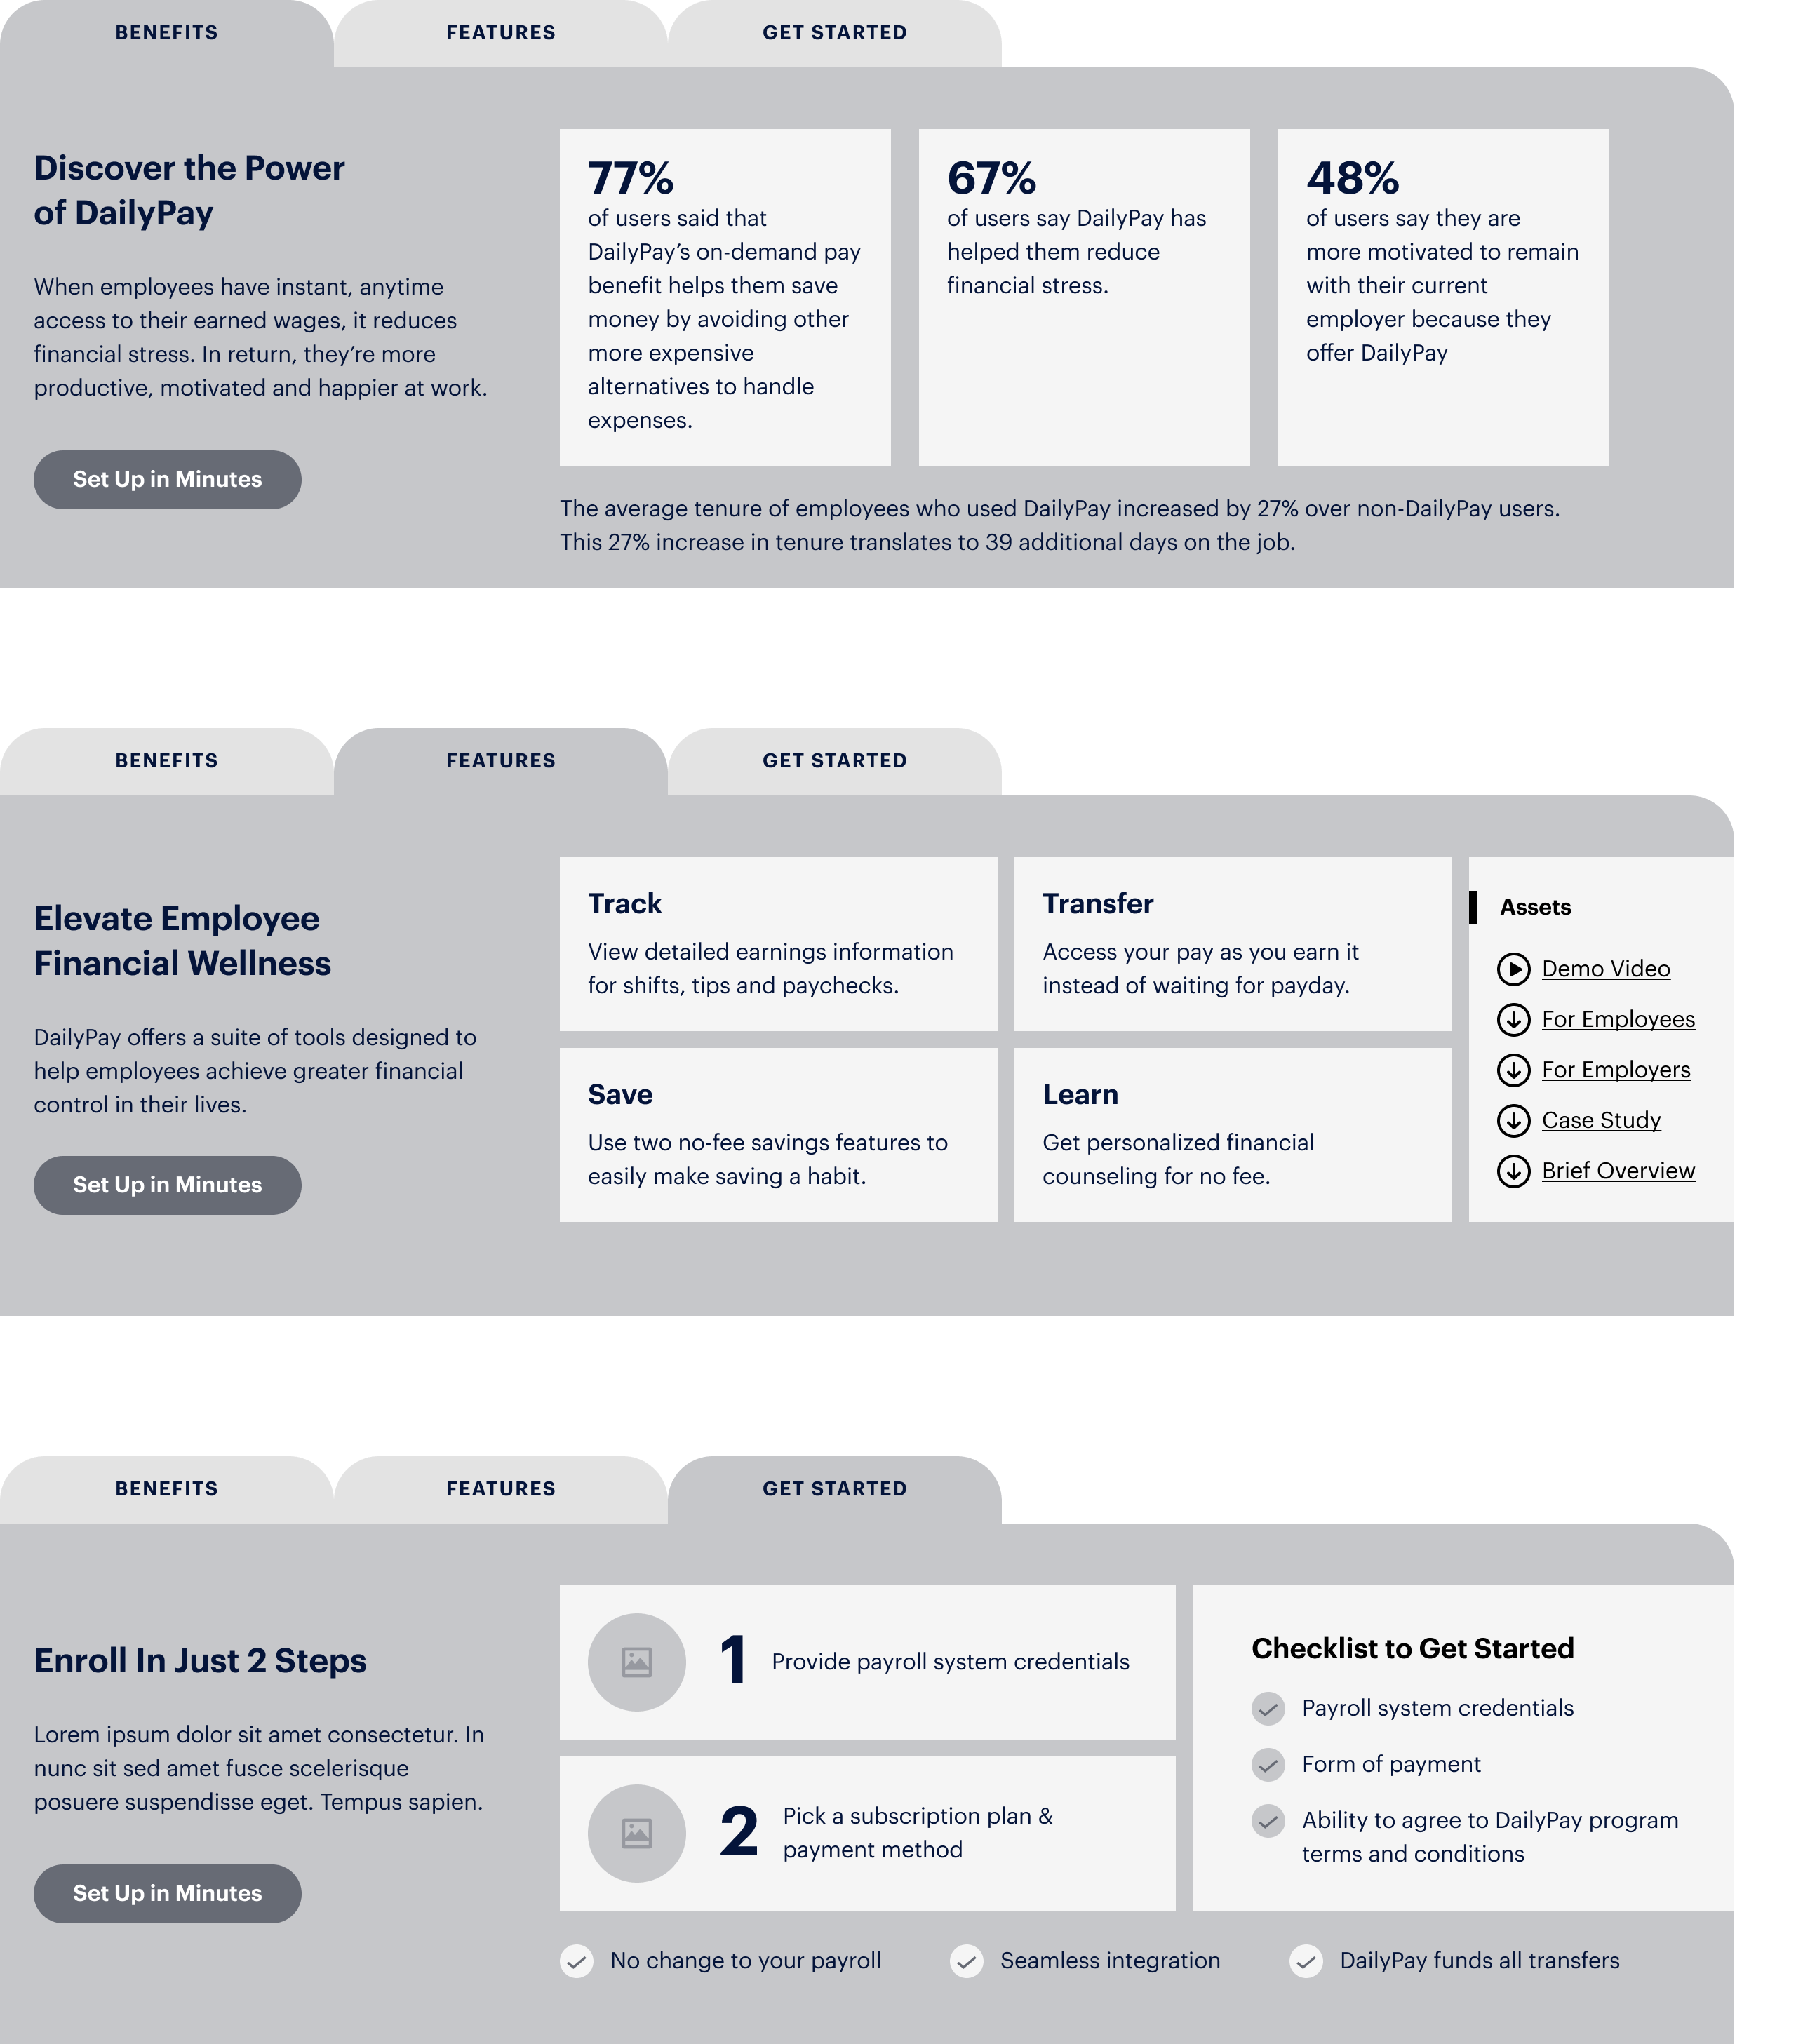 BENEFITS
FEATURES
GET STARTED
Discover the Power
of DailyPay
When employees have instant, anytime
access to their earned wages, it reduces
financial stress. In return, they’re more
productive, motivated and happier at work.
Set Up in Minutes
77%
of users said that
DailyPay’s on-demand pay
benefit helps them save
money by avoiding other
more expensive
alternatives to handle
expenses.
67%
of users say DailyPay has
helped them reduce
financial stress.
48%
of users say they are
more motivated to remain
with their current
employer because they
offer DailyPay
The average tenure of employees who used DailyPay increased by 27% over non-DailyPay users.
This 27% increase in tenure translates to 39 additional days on the job.
BENEFITS
FEATURES
GET STARTED
Elevate Employee
Financial Wellness
DailyPay offers a suite of tools designed to
help employees achieve greater financial
control in their lives.
Set Up in Minutes
Track
View detailed earnings information
for shifts, tips and paychecks.
Transfer
Access your pay as you earn it
instead of waiting for payday.
Save
Use two no-fee savings features to
easily make saving a habit.
Learn
Get personalized financial
counseling for no fee.
Assets
Demo Video
For Employees
For Employers
Case Study
Brief Overview
BENEFITS
FEATURES
GET STARTED
Enroll In Just 2 Steps
Lorem ipsum dolor sit amet consectetur. In
nunc sit sed amet fusce scelerisque
posuere suspendisse eget. Tempus sapien.
Set Up in Minutes
1 Provide payroll system credentials
2 Pick a subscription plan &
payment method
Checklist to Get Started
Payroll system credentials
Form of payment
Ability to agree to DailyPay program
terms and conditions
No change to your payroll
Seamless integration
DailyPay funds all transfers